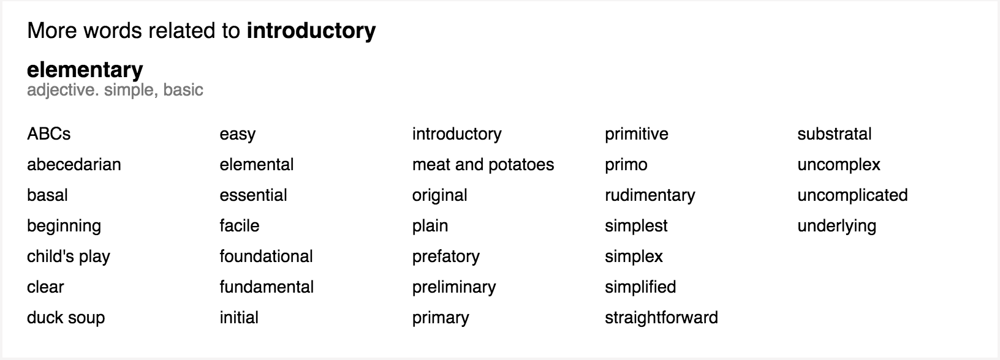 More words related to introductory
elementary
adjective. simple, basic
ABCs
abecedarian
basal
beginning
child's play
clear
duck soup
easy
elemental
essential
facile
foundational
fundamental
initial
introductory
meat and potatoes
original
plain
prefatory
preliminary
primary
primitive
primo
rudimentary
simplest
simplex
simplified
straightforward
substratal
uncomplex
uncomplicated
underlying